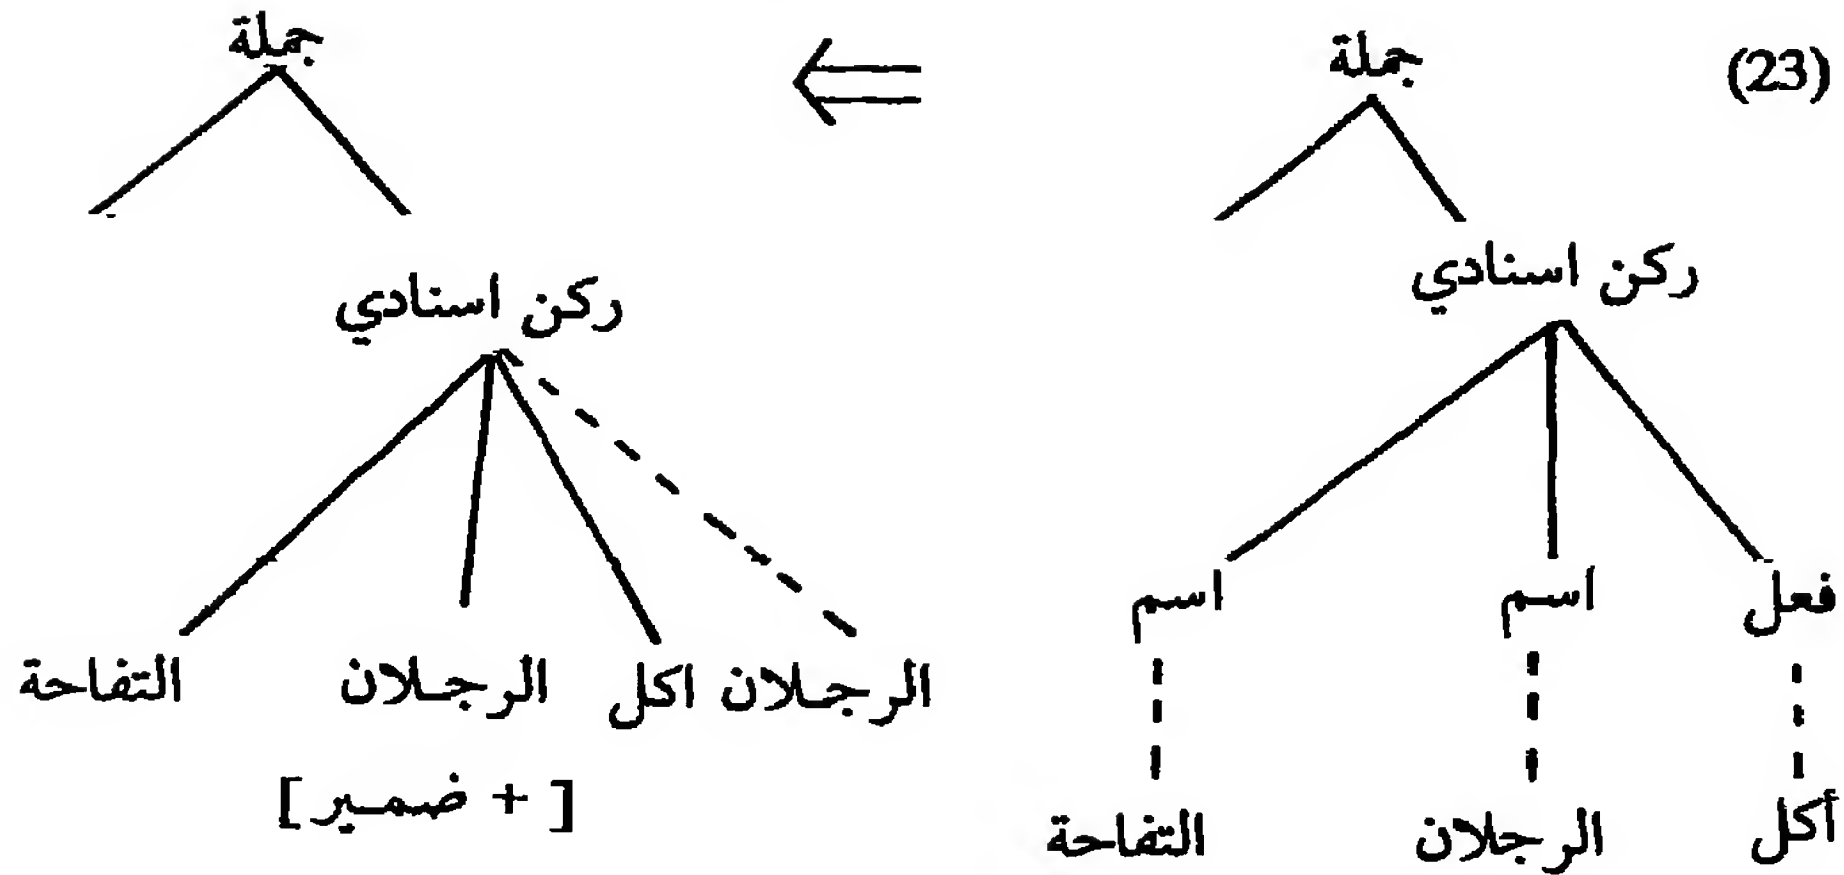 (23) جملة ⇐ جملة
ركن اسنادي ركن اسنادي
فعل اسم اسم
أكل الرجلان التفاحة
الرجلان اكل الرجلان التفاحة
[ + ضمير ]